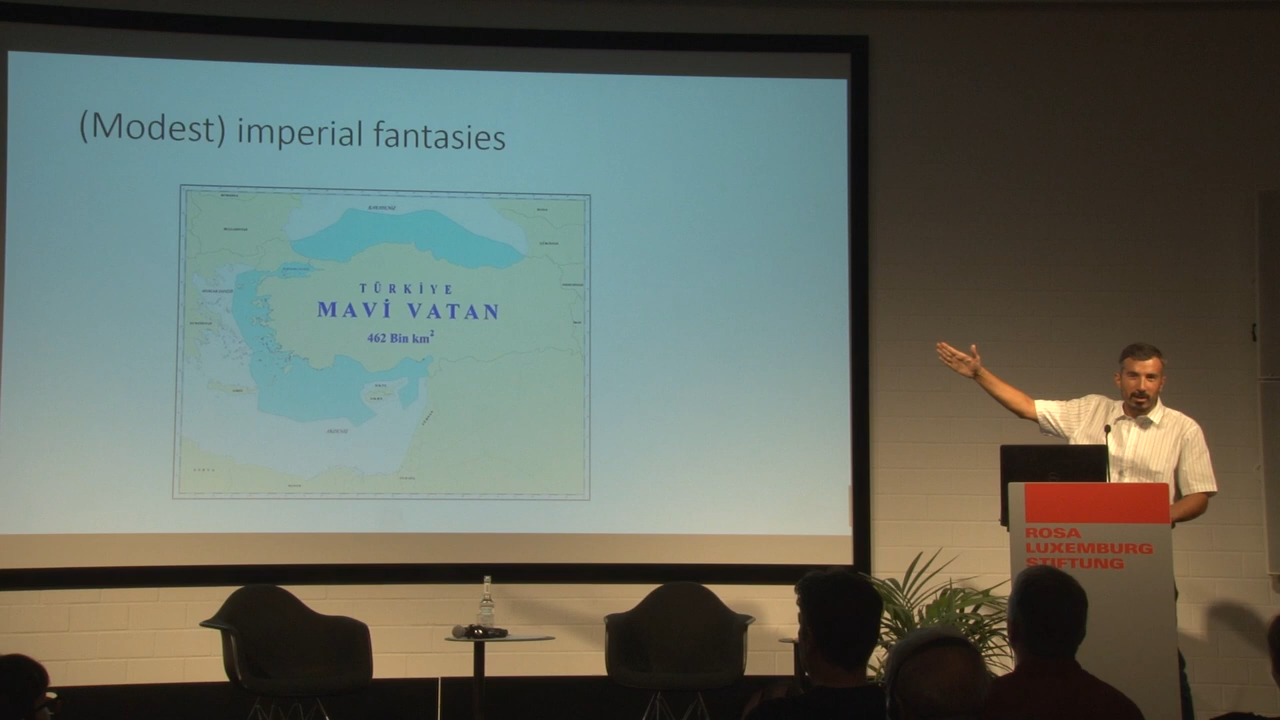 (Modest) imperial fantasies
TÜRKİYE
MAVİ VATAN
462 Bin km²
ROSA
LUXEMBURG
STIFTUNG